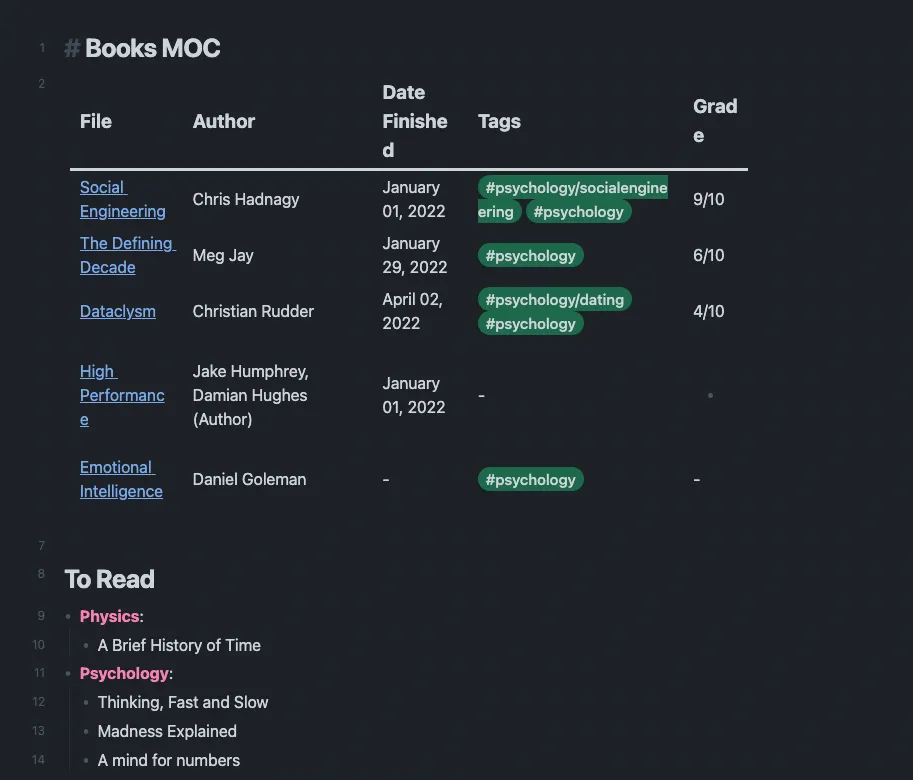 1 # Books MOC
2
File Author Date Finished Tags Grade
Social Engineering Chris Hadnagy January 01, 2022 #psychology/socialengineering #psychology 9/10
The Defining Decade Meg Jay January 29, 2022 #psychology 6/10
Dataclysm Christian Rudder April 02, 2022 #psychology/dating #psychology 4/10
High Performance Jake Humphrey, Damian Hughes (Author) January 01, 2022 - •
Emotional Intelligence Daniel Goleman - #psychology -
7
8 To Read
9 • Physics:
10 • A Brief History of Time
11 • Psychology:
12 • Thinking, Fast and Slow
13 • Madness Explained
14 • A mind for numbers